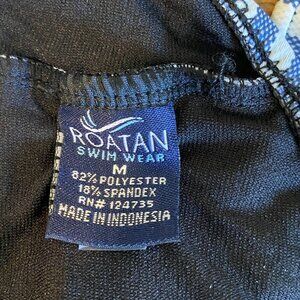 ROATAN
SWIM WEAR
M
82% POLYESTER
18% SPANDEX
RN# 124735
MADE IN INDONESIA